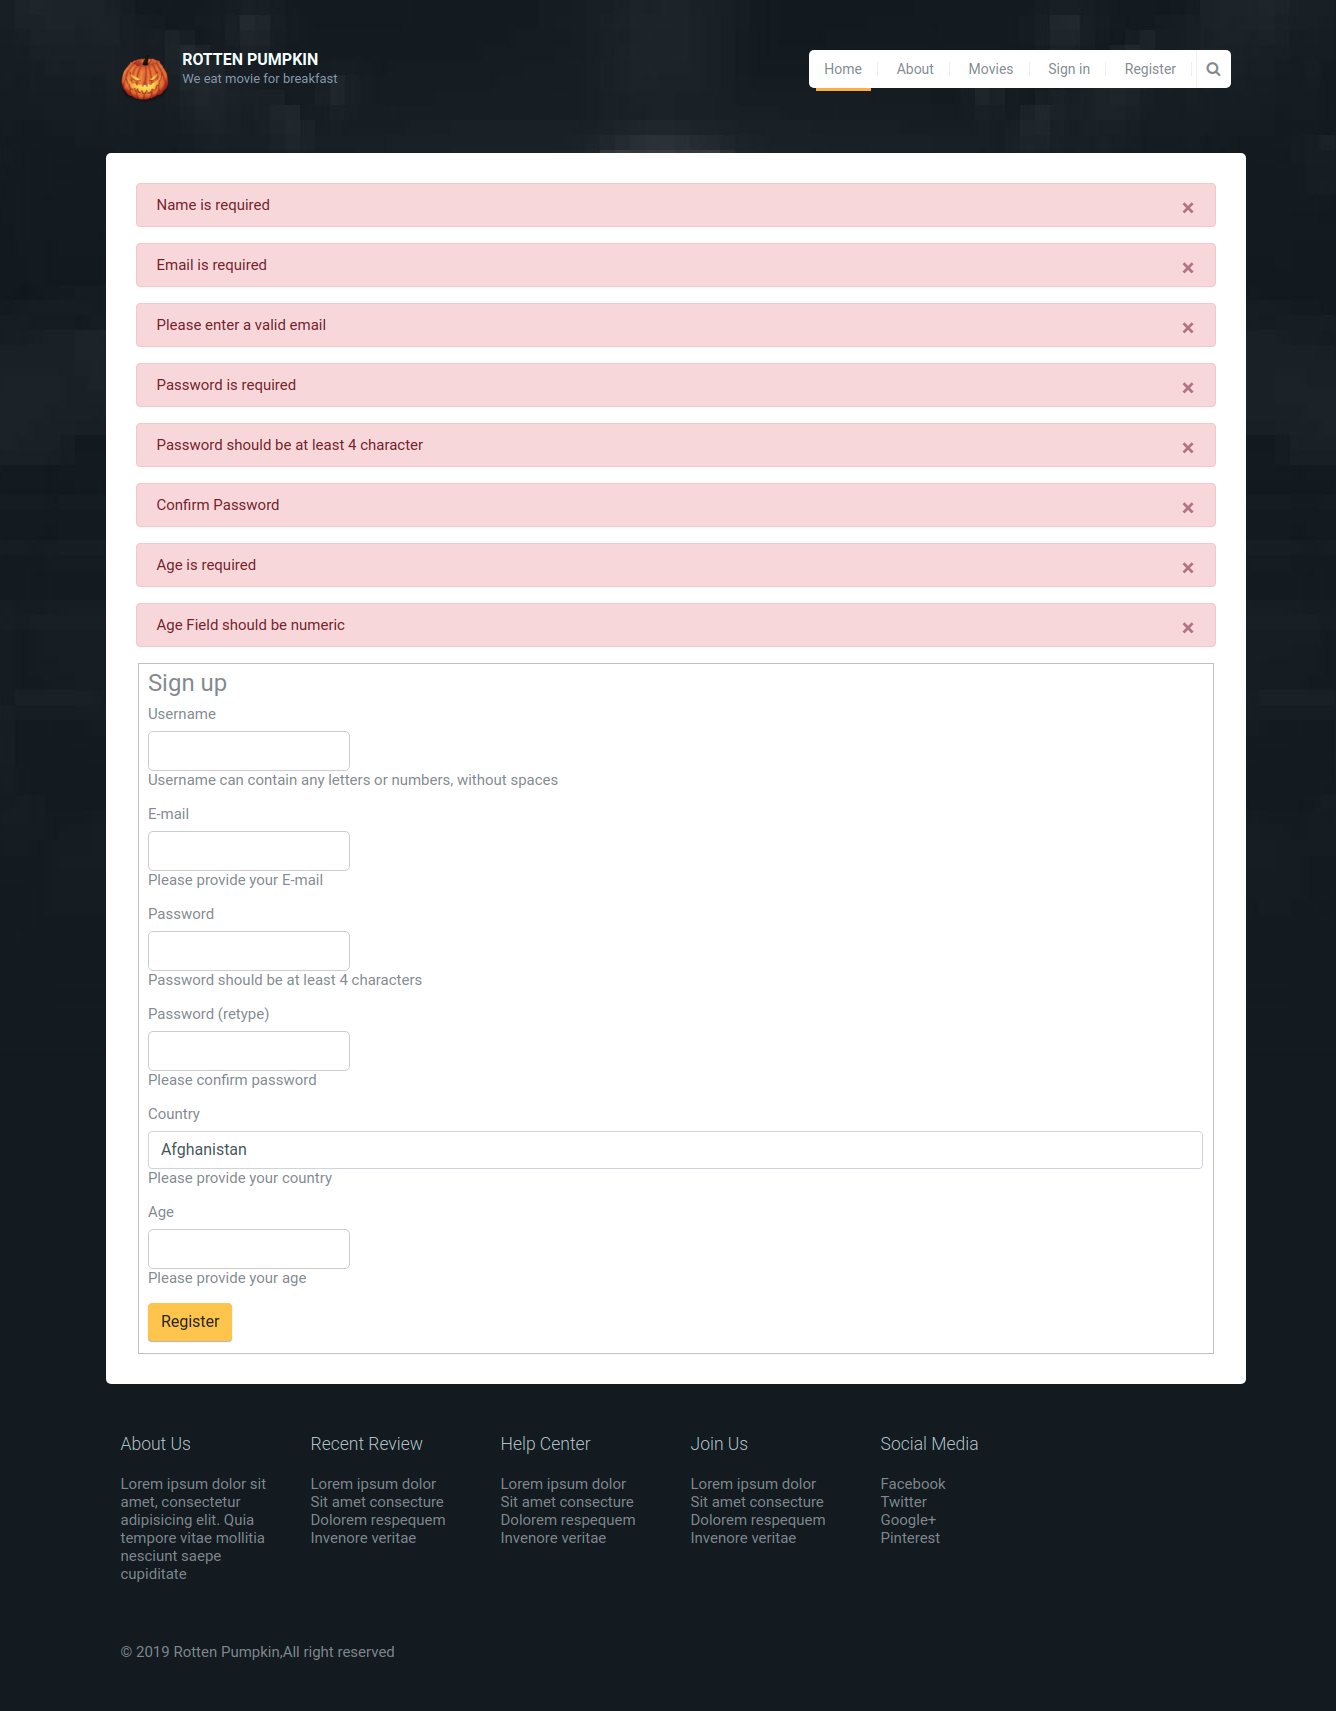 ROTTEN PUMPKIN
We eat movie for breakfast
Home About Movies Sign in Register
Name is required ×
Email is required ×
Please enter a valid email ×
Password is required ×
Password should be at least 4 character ×
Confirm Password ×
Age is required ×
Age Field should be numeric ×
Sign up
Username
Username can contain any letters or numbers, without spaces
E-mail
Please provide your E-mail
Password
Password should be at least 4 characters
Password (retype)
Please confirm password
Country
Afghanistan
Please provide your country
Age
Please provide your age
Register
About Us
Lorem ipsum dolor sit
amet, consectetur
adipisicing elit. Quia
tempore vitae mollitia
nesciunt saepe
cupiditate
Recent Review
Lorem ipsum dolor
Sit amet consecture
Dolorem respequem
Invenore veritae
Help Center
Lorem ipsum dolor
Sit amet consecture
Dolorem respequem
Invenore veritae
Join Us
Lorem ipsum dolor
Sit amet consecture
Dolorem respequem
Invenore veritae
Social Media
Facebook
Twitter
Google+
Pinterest
© 2019 Rotten Pumpkin,All right reserved